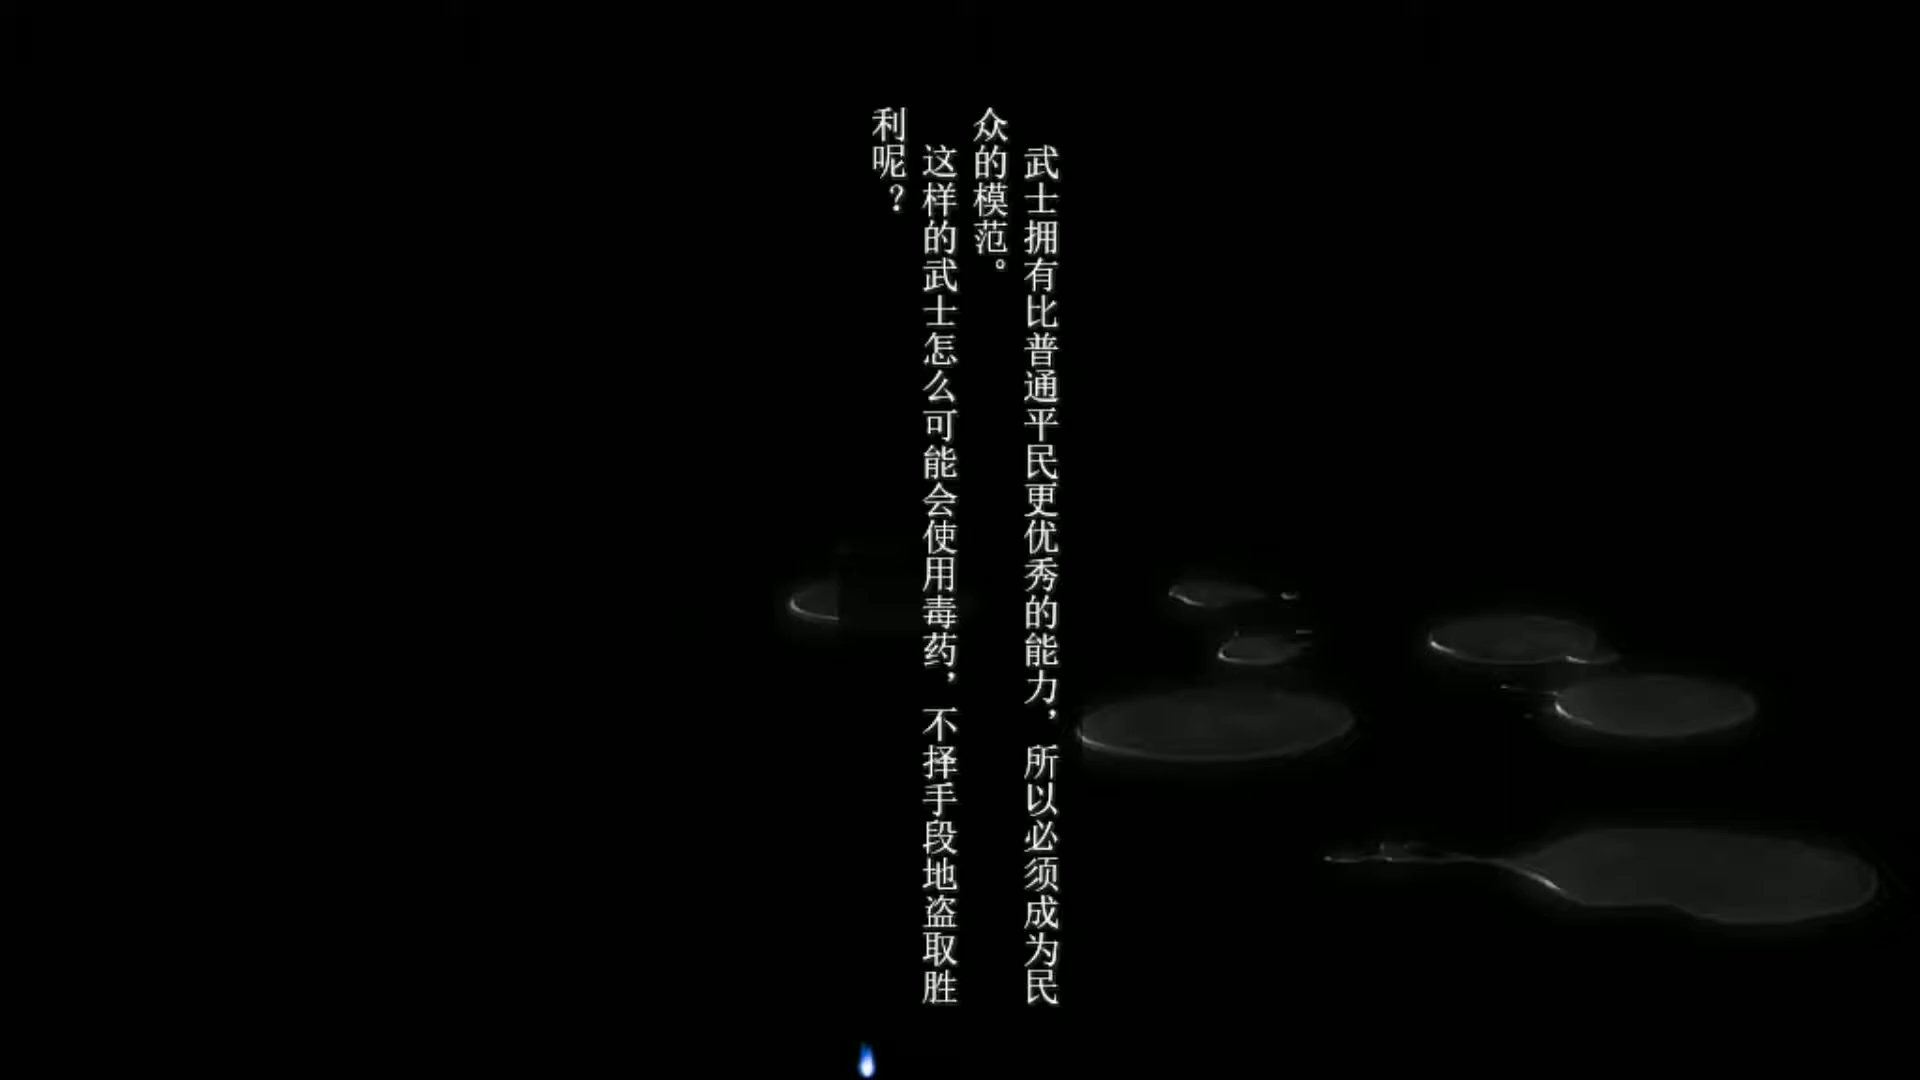 武士拥有比普通平民更优秀的能力，所以必须成为民
众的模范。
这样的武士怎么可能会使用毒药，不择手段地盗取胜
利呢？